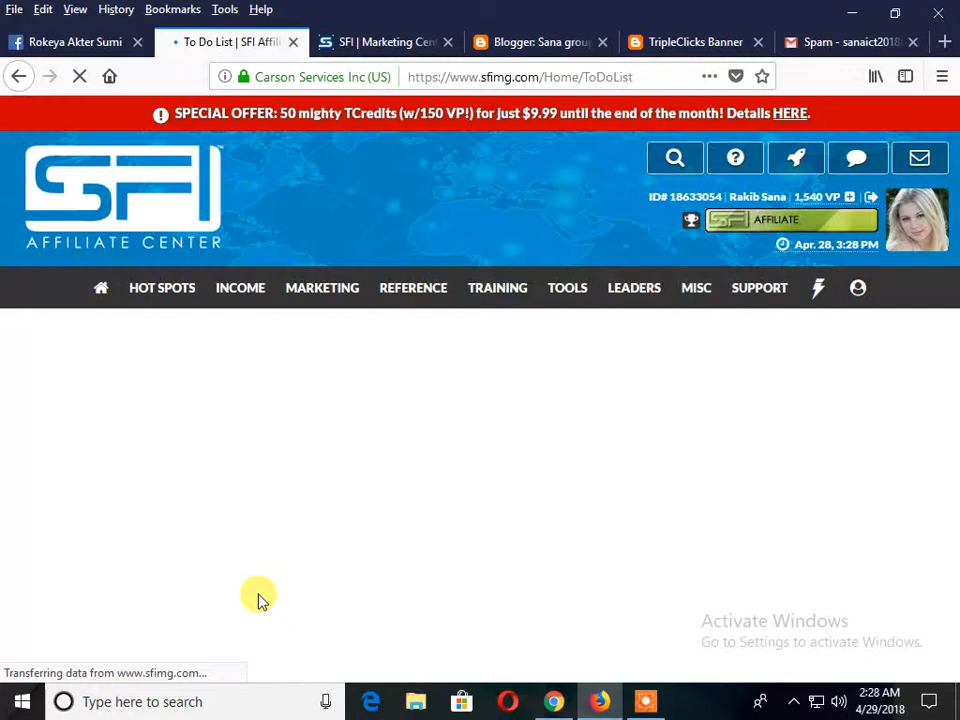 File Edit View History Bookmarks Tools Help
Rokeya Akter Sumi
To Do List | SFI Affili
SFI | Marketing Cen
Blogger: Sana group
TripleClicks Banner
Spam - sanaict2018
Carson Services Inc (US)
https://www.sfimg.com/Home/ToDoList
SPECIAL OFFER: 50 mighty TCredits (w/150 VP!) for just $9.99 until the end of the month! Details HERE.
SFI
AFFILIATE CENTER
ID# 18633054 Rakib Sana 1,540 VP
SFI AFFILIATE
Apr. 28, 3:28 PM
HOT SPOTS INCOME MARKETING REFERENCE TRAINING TOOLS LEADERS MISC SUPPORT
Activate Windows
Go to Settings to activate Windows.
Transferring data from www.sfimg.com...
Type here to search
2:28 AM
4/29/2018